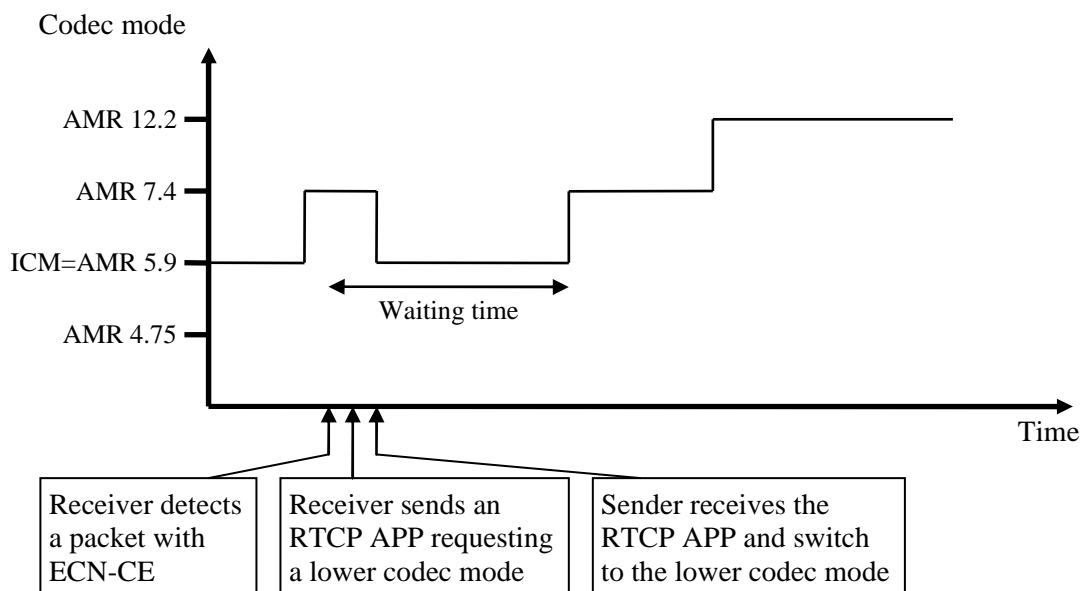 Codec mode
AMR 12.2
AMR 7.4
ICM=AMR 5.9
Waiting time
AMR 4.75
Time
Receiver detects
a packet with
ECN-CE
Receiver sends an
RTCP APP requesting
a lower codec mode
Sender receives the
RTCP APP and switch
to the lower codec mode